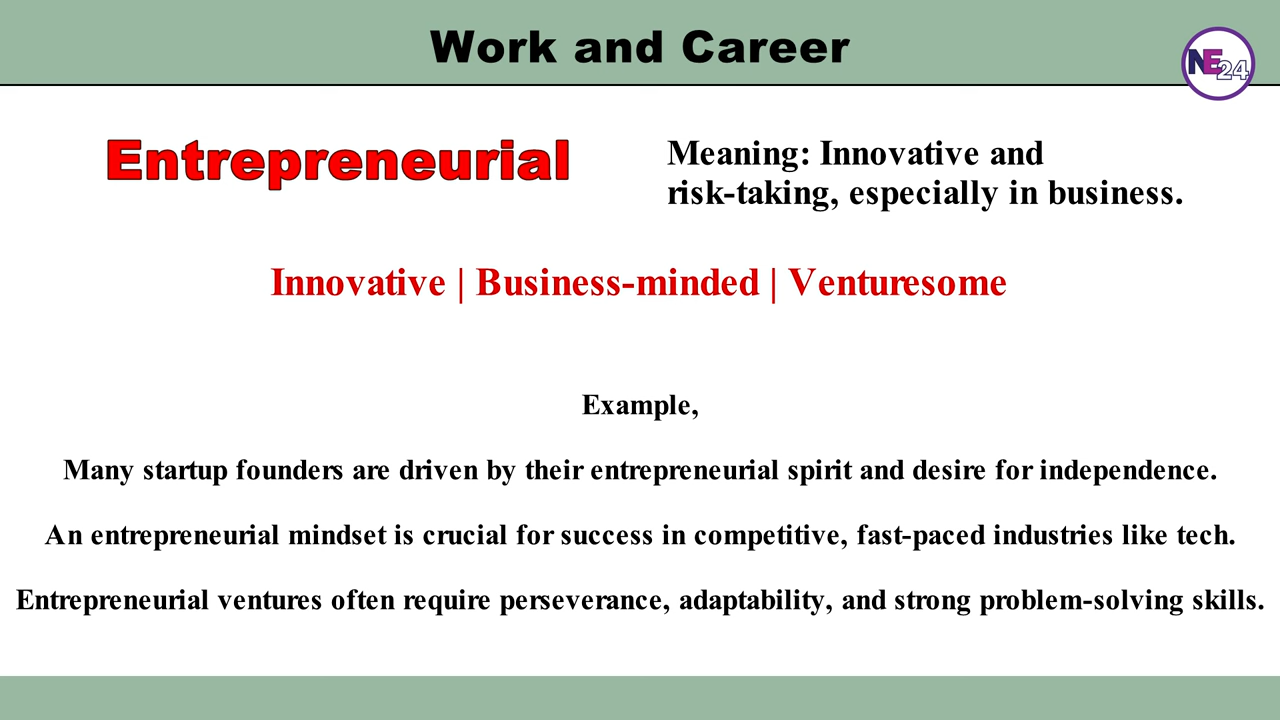 Work and Career
NE24
Entrepreneurial
Meaning: Innovative and
risk-taking, especially in business.
Innovative | Business-minded | Venturesome
Example,
Many startup founders are driven by their entrepreneurial spirit and desire for independence.
An entrepreneurial mindset is crucial for success in competitive, fast-paced industries like tech.
Entrepreneurial ventures often require perseverance, adaptability, and strong problem-solving skills.